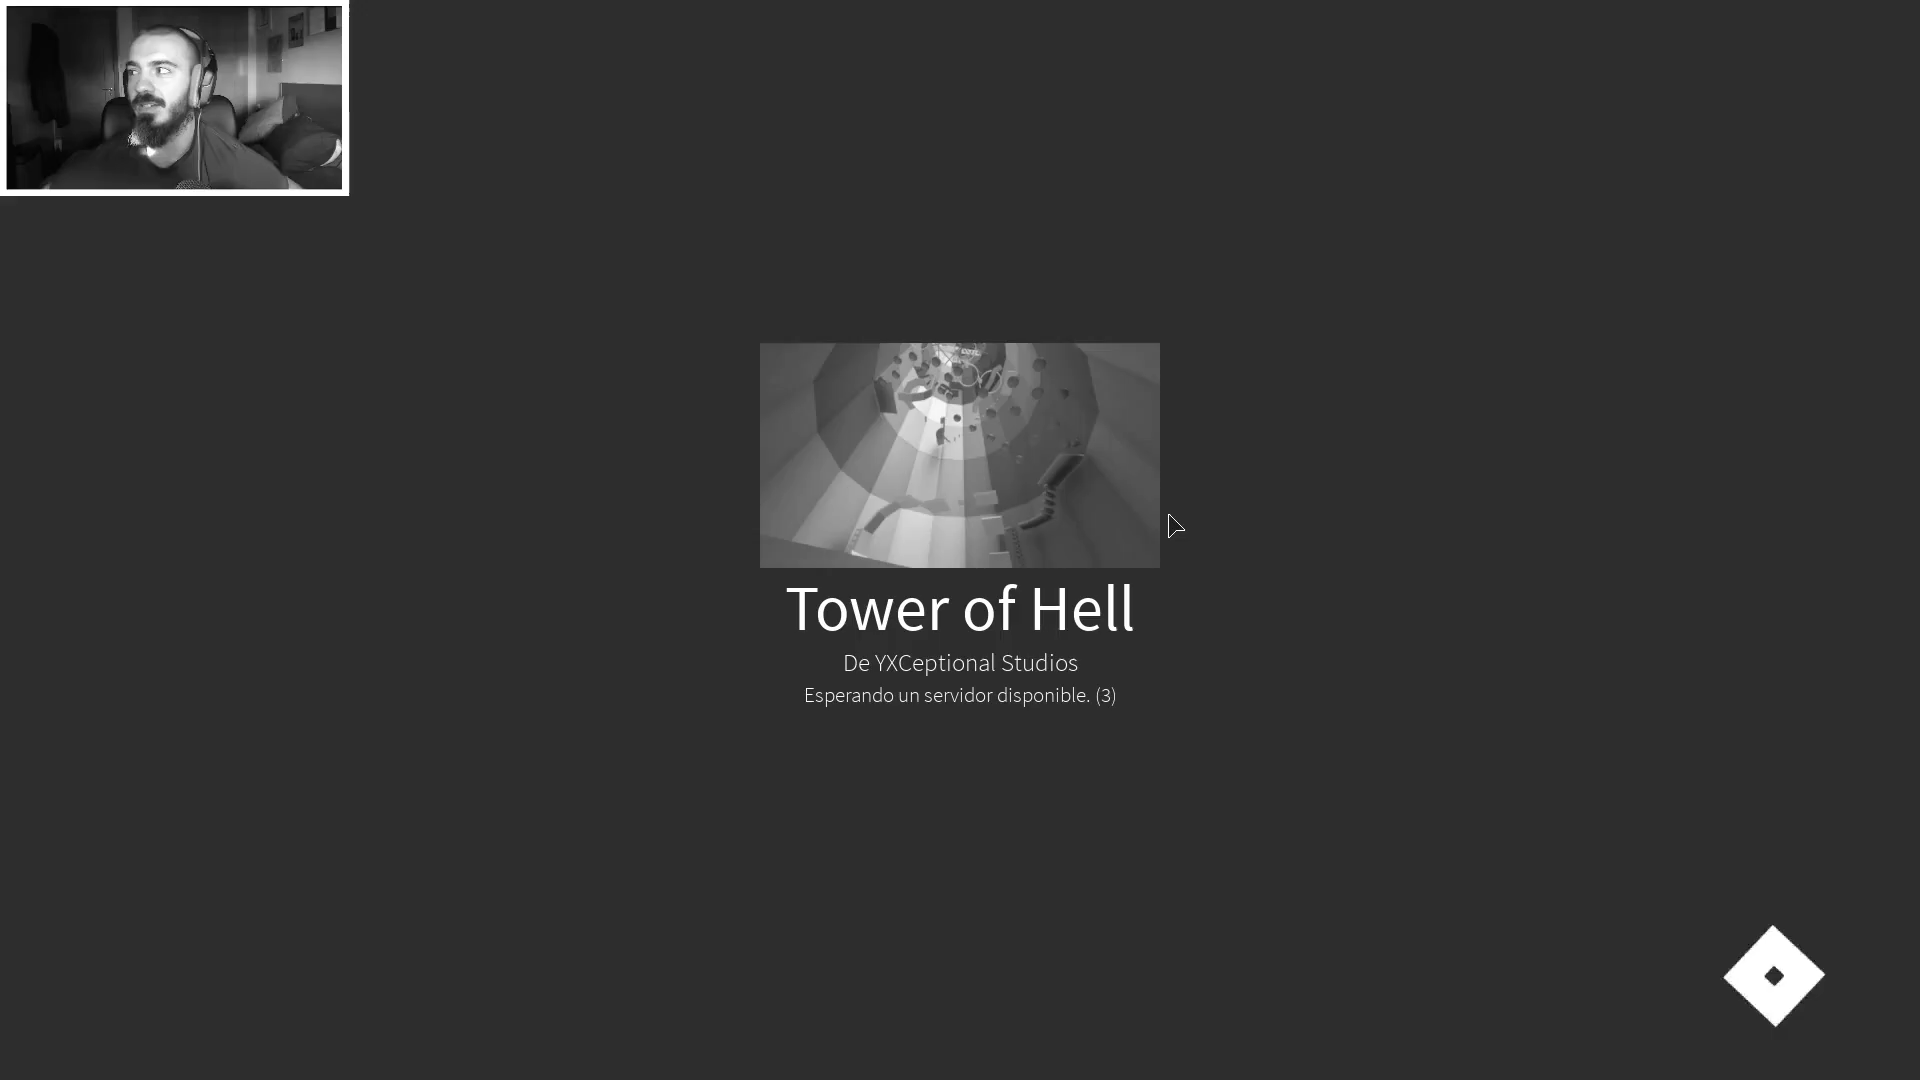 Tower of Hell
De YXCeptional Studios
Esperando un servidor disponible. (3)